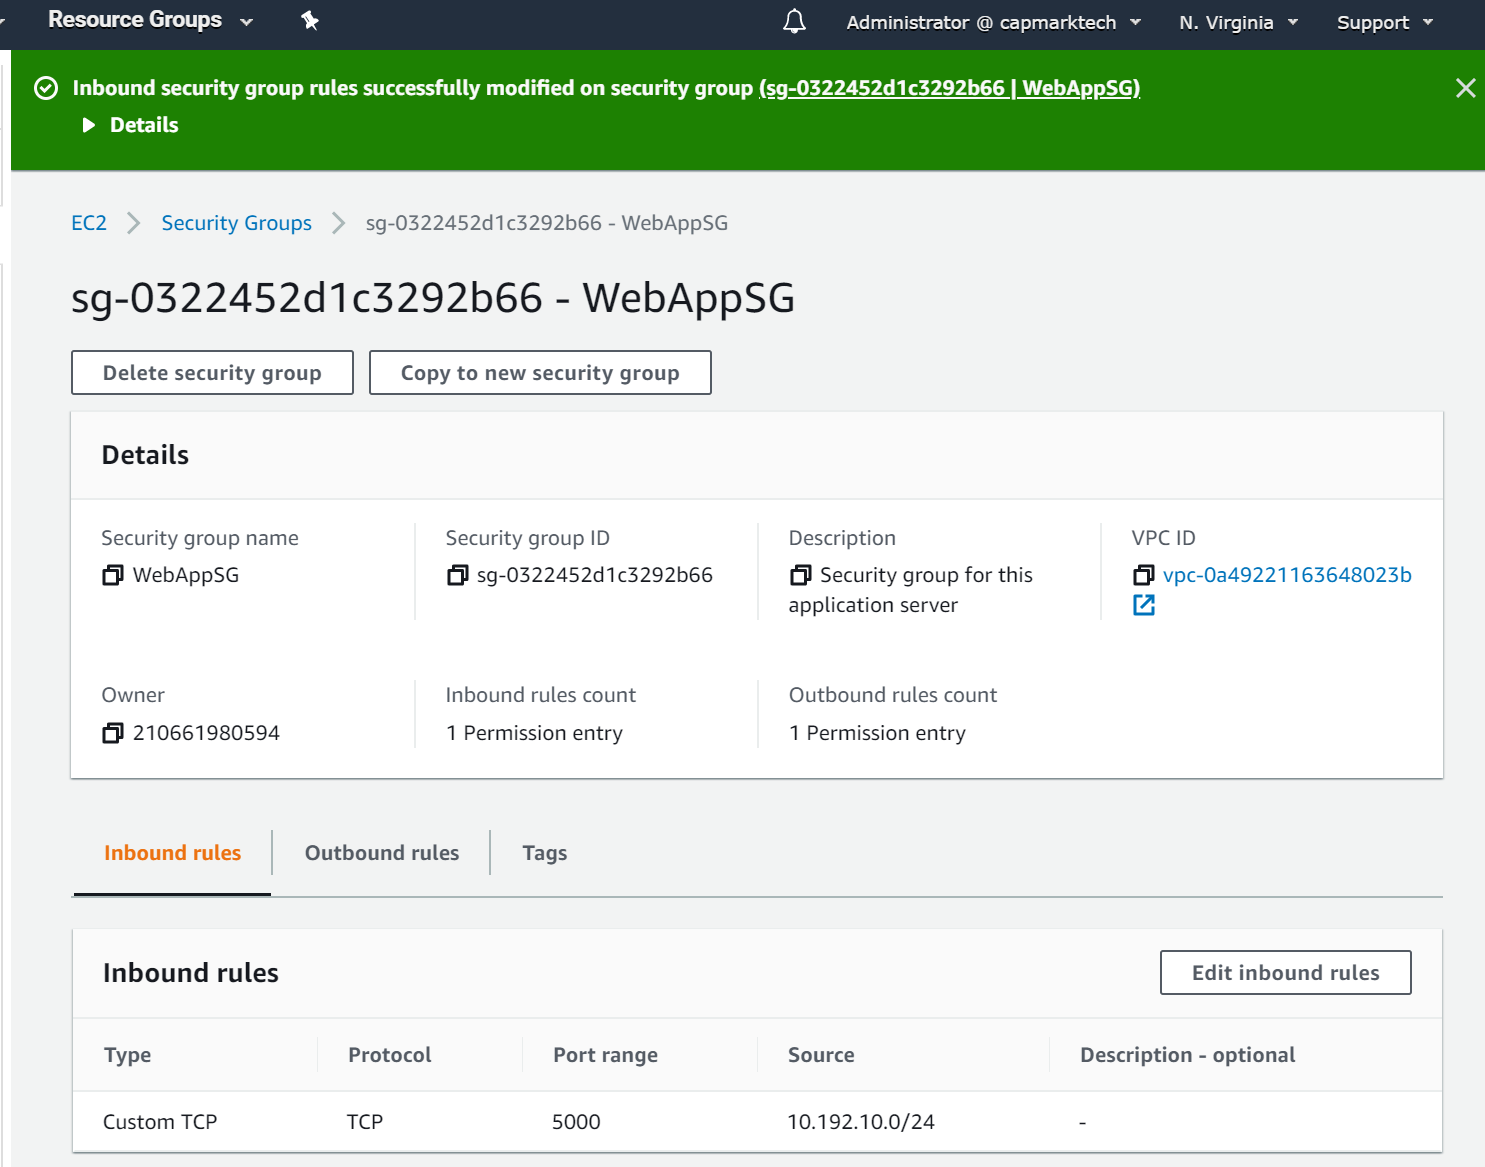 Resource Groups
Administrator @ capmarktech
N. Virginia
Support
Inbound security group rules successfully modified on security group (sg-0322452d1c3292b66 | WebAppSG)
Details
EC2 Security Groups sg-0322452d1c3292b66 - WebAppSG
sg-0322452d1c3292b66 - WebAppSG
Delete security group
Copy to new security group
Details
Security group name
WebAppSG
Security group ID
sg-0322452d1c3292b66
Description
Security group for this
application server
VPC ID
vpc-0a49221163648023b
Owner
210661980594
Inbound rules count
1 Permission entry
Outbound rules count
1 Permission entry
Inbound rules
Outbound rules
Tags
Inbound rules
Edit inbound rules
Type Protocol Port range Source Description - optional
Custom TCP TCP 5000 10.192.10.0/24 -